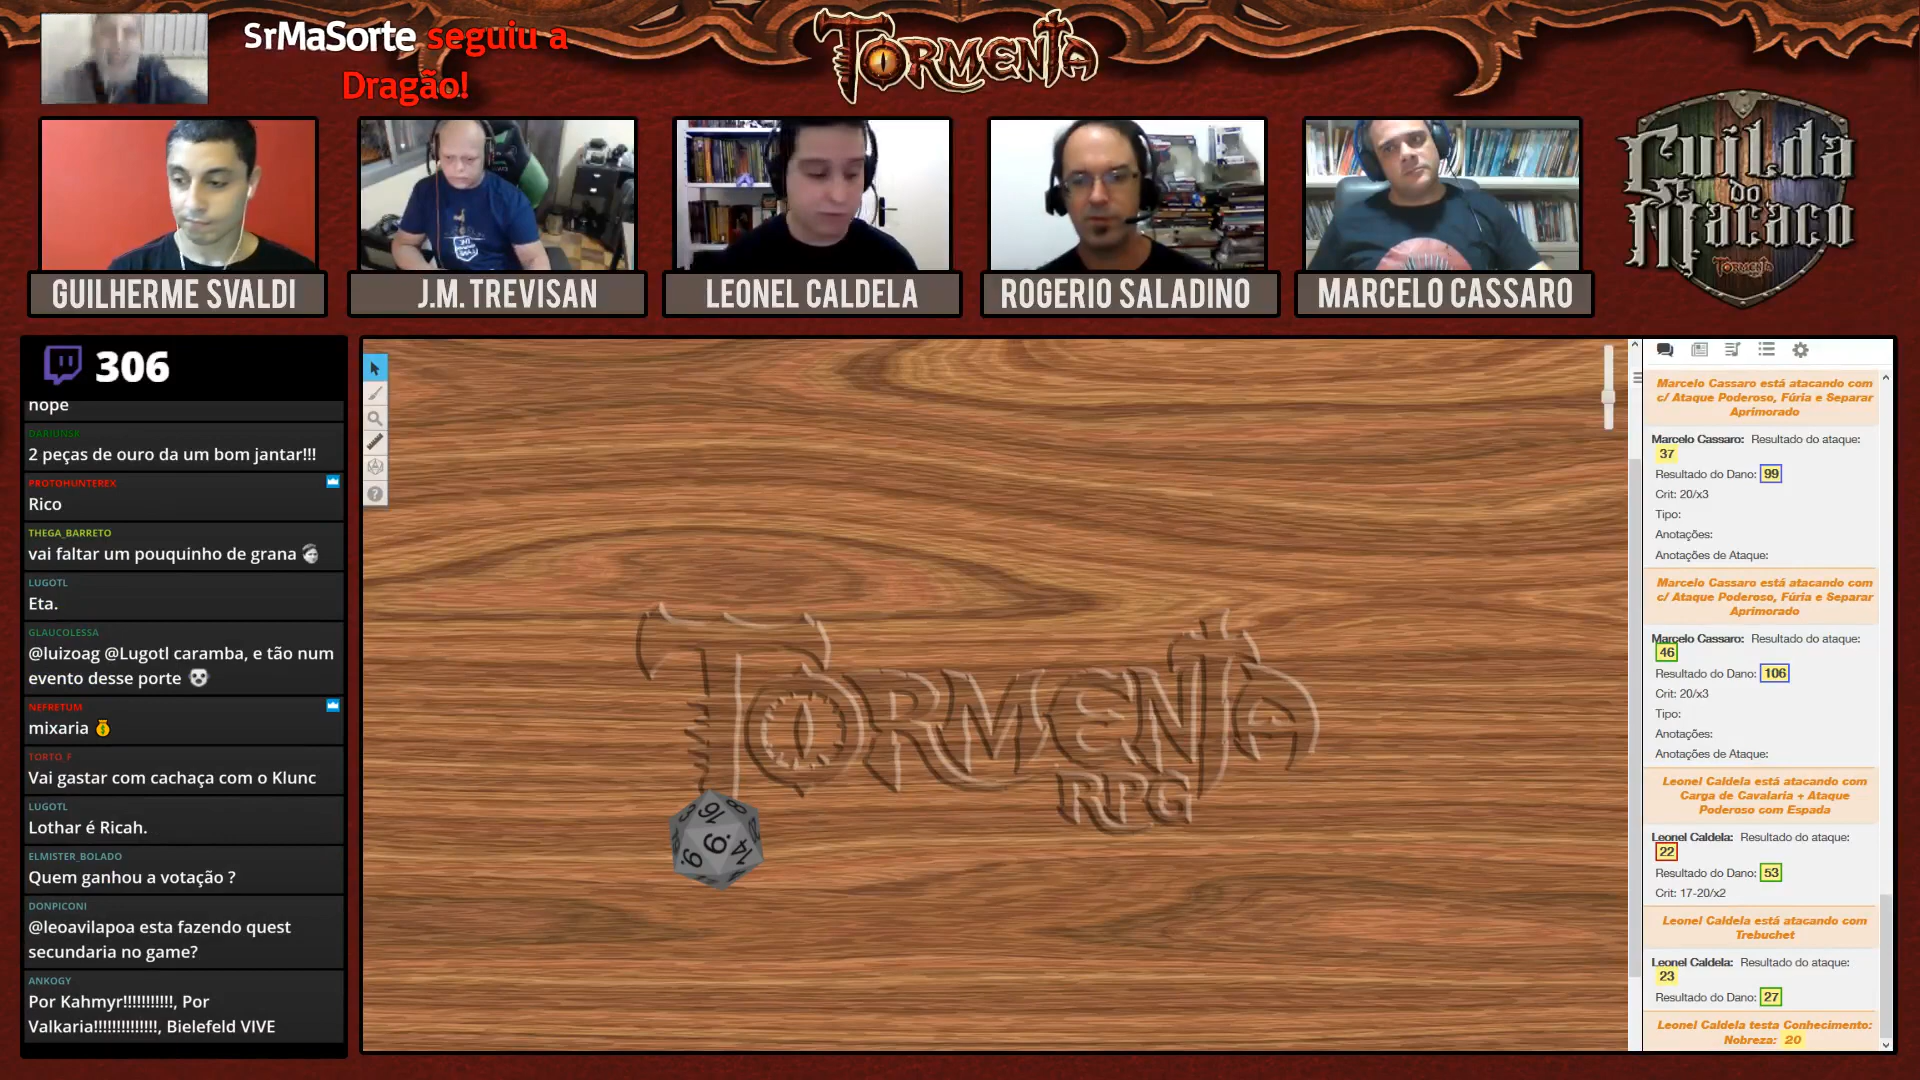 SrMaSorte seguiu a
Dragão!
TORMENTA
GUILHERME SVALDI
J.M. TREVISAN
LEONEL CALDELA
ROGERIO SALADINO
MARCELO CASSARO
Guilda
do
Macaco
TORMENTA
306
nope
DARIUNSK
2 peças de ouro da um bom jantar!!!
PROTOHUNTEREX
Rico
THEGA_BARRETO
vai faltar um pouquinho de grana
LUGOTL
Eta.
GLAUCOLESSA
@luizoag @Lugotl caramba, e tão num
evento desse porte
NEFRETUM
mixaria
TORTO_F
Vai gastar com cachaça com o Klunc
LUGOTL
Lothar é Ricah.
ELMISTER_BOLADO
Quem ganhou a votação ?
DONPICONI
@leoavilapoa esta fazendo quest
secundaria no game?
ANKOGY
Por Kahmyr!!!!!!!!!!!, Por
Valkaria!!!!!!!!!!!!!!, Bielefeld VIVE
TORMENTA
RPG
16
8
9.
14
9.
Marcelo Cassaro está atacando com
c/ Ataque Poderoso, Fúria e Separar
Aprimorado
Marcelo Cassaro: Resultado do ataque:
37
Resultado do Dano: 99
Crit: 20/x3
Tipo:
Anotações:
Anotações de Ataque:
Marcelo Cassaro está atacando com
c/ Ataque Poderoso, Fúria e Separar
Aprimorado
Marcelo Cassaro: Resultado do ataque:
46
Resultado do Dano: 106
Crit: 20/x3
Tipo:
Anotações:
Anotações de Ataque:
Leonel Caldela está atacando com
Carga de Cavalaria + Ataque
Poderoso com Espada
Leonel Caldela: Resultado do ataque:
22
Resultado do Dano: 53
Crit: 17-20/x2
Leonel Caldela está atacando com
Trebuchet
Leonel Caldela: Resultado do ataque:
23
Resultado do Dano: 27
Leonel Caldela testa Conhecimento:
Nobreza: 20